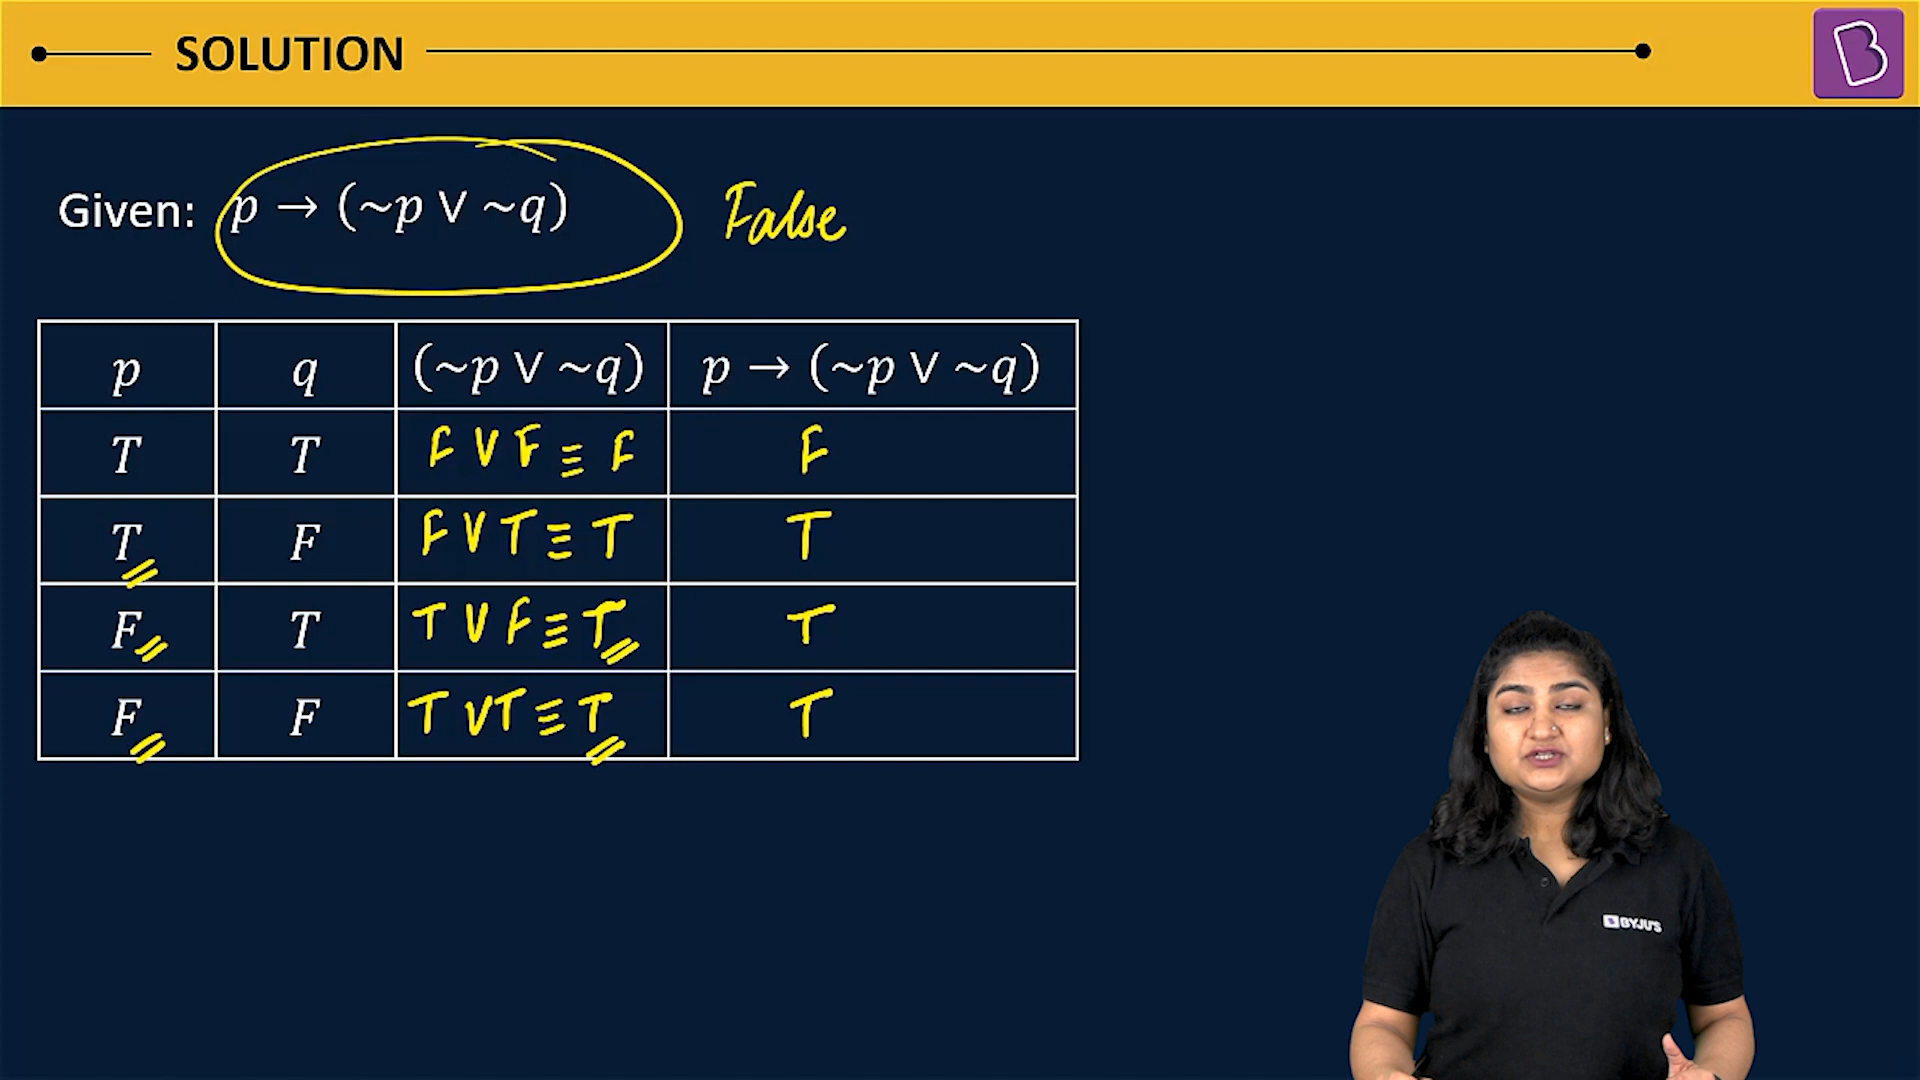 SOLUTION
Given: p → (~p ∨ ~q) False
p q (~p ∨ ~q) p → (~p ∨ ~q)
T T F ∨ F ≡ F F
T F F ∨ T ≡ T T
F T T ∨ F ≡ T T
F F T ∨ T ≡ T T
BYJU'S